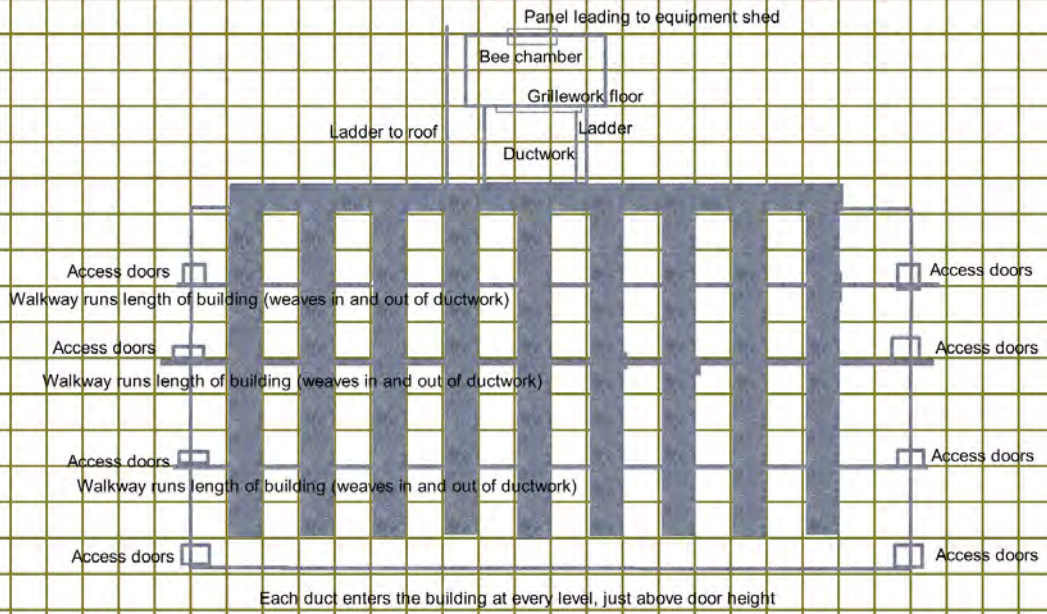 Panel leading to equipment shed
Bee chamber
Grillework floor
Ladder to roof
Ladder
Ductwork
Access doors
Access doors
Walkway runs length of building (weaves in and out of ductwork)
Access doors
Access doors
Walkway runs length of building (weaves in and out of ductwork)
Access doors
Access doors
Walkway runs length of building (weaves in and out of ductwork)
Access doors
Access doors
Each duct enters the building at every level, just above door height